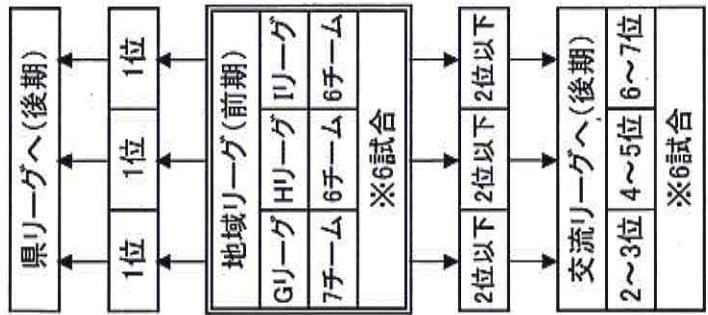 県リーグへ(後期)
1位 1位 1位
地域リーグ(前期)
Gリーグ Hリーグ Iリーグ
7チーム 6チーム 6チーム
※6試合
2位以下 2位以下 2位以下
交流リーグへ(後期)
2~3位 4~5位 6~7位
※6試合